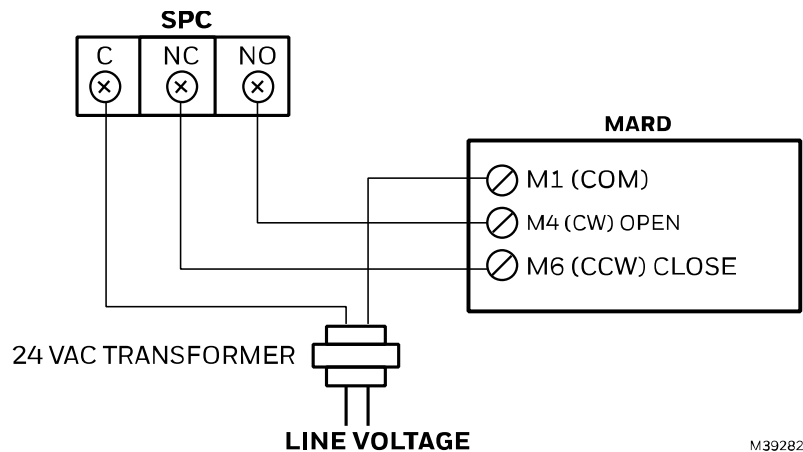 SPC
C NC NO
MARD
M1 (COM)
M4 (CW) OPEN
M6 (CCW) CLOSE
24 VAC TRANSFORMER
LINE VOLTAGE
M39282